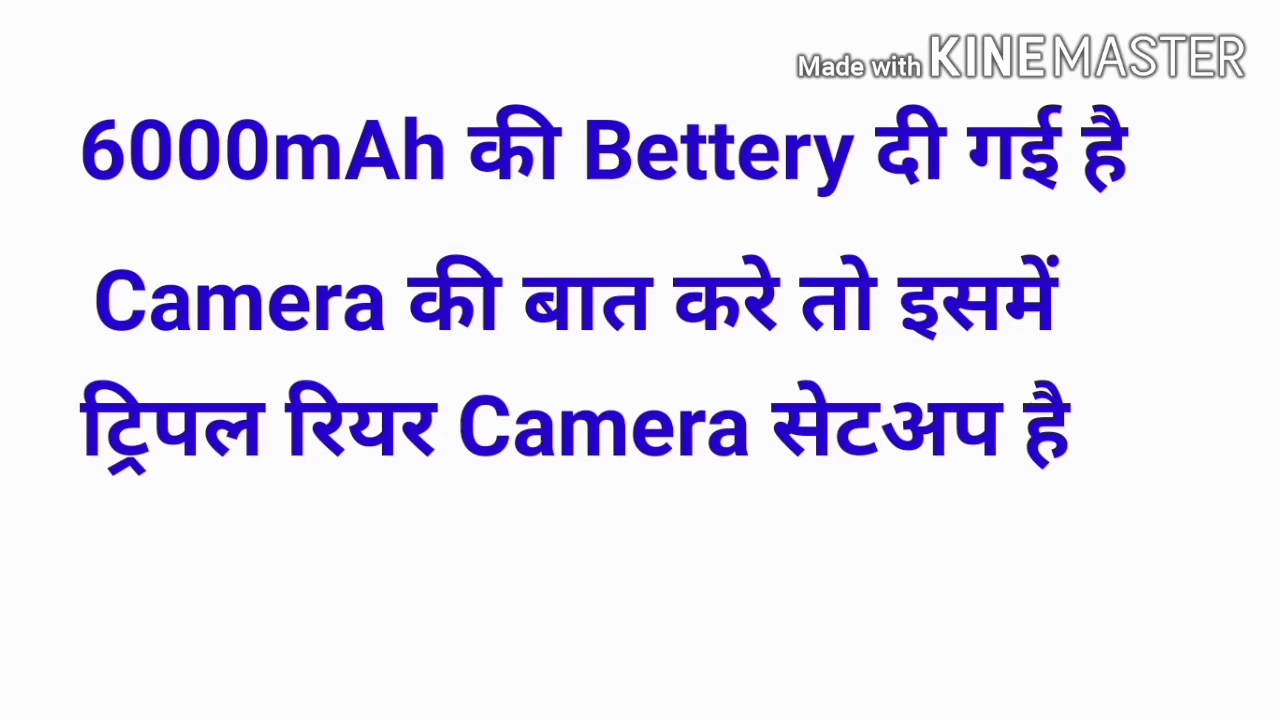 Made with KINEMASTER
6000mAh की Bettery दी गई है
Camera की बात करे तो इसमें
ट्रिपल रियर Camera सेटअप है